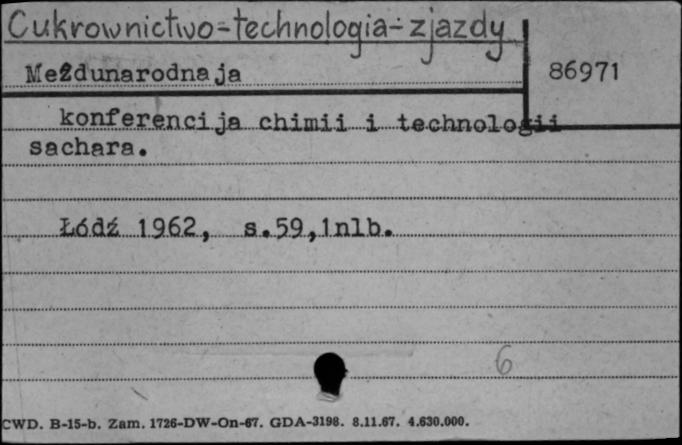 Cukrownictwo-technologia-zjazdy
Meždunarodnaja
86971
konferencija chimii i technologii
sachara.
Łódź 1962, s.59,1nlb.
6
CWD. B-15-b. Zam. 1726-DW-On-67. GDA-3198. 8.11.67. 4.630.000.